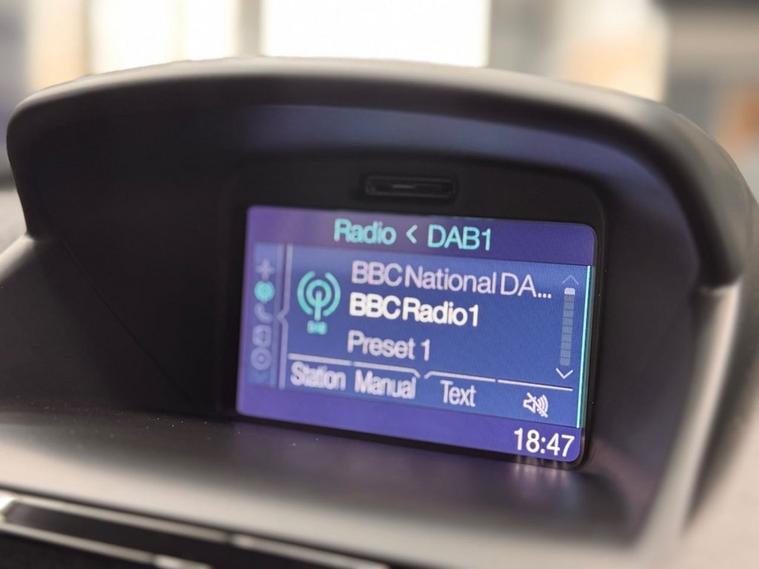 Radio < DAB1
BBC National DA...
BBC Radio1
Preset 1
Station Manual Text
18:47